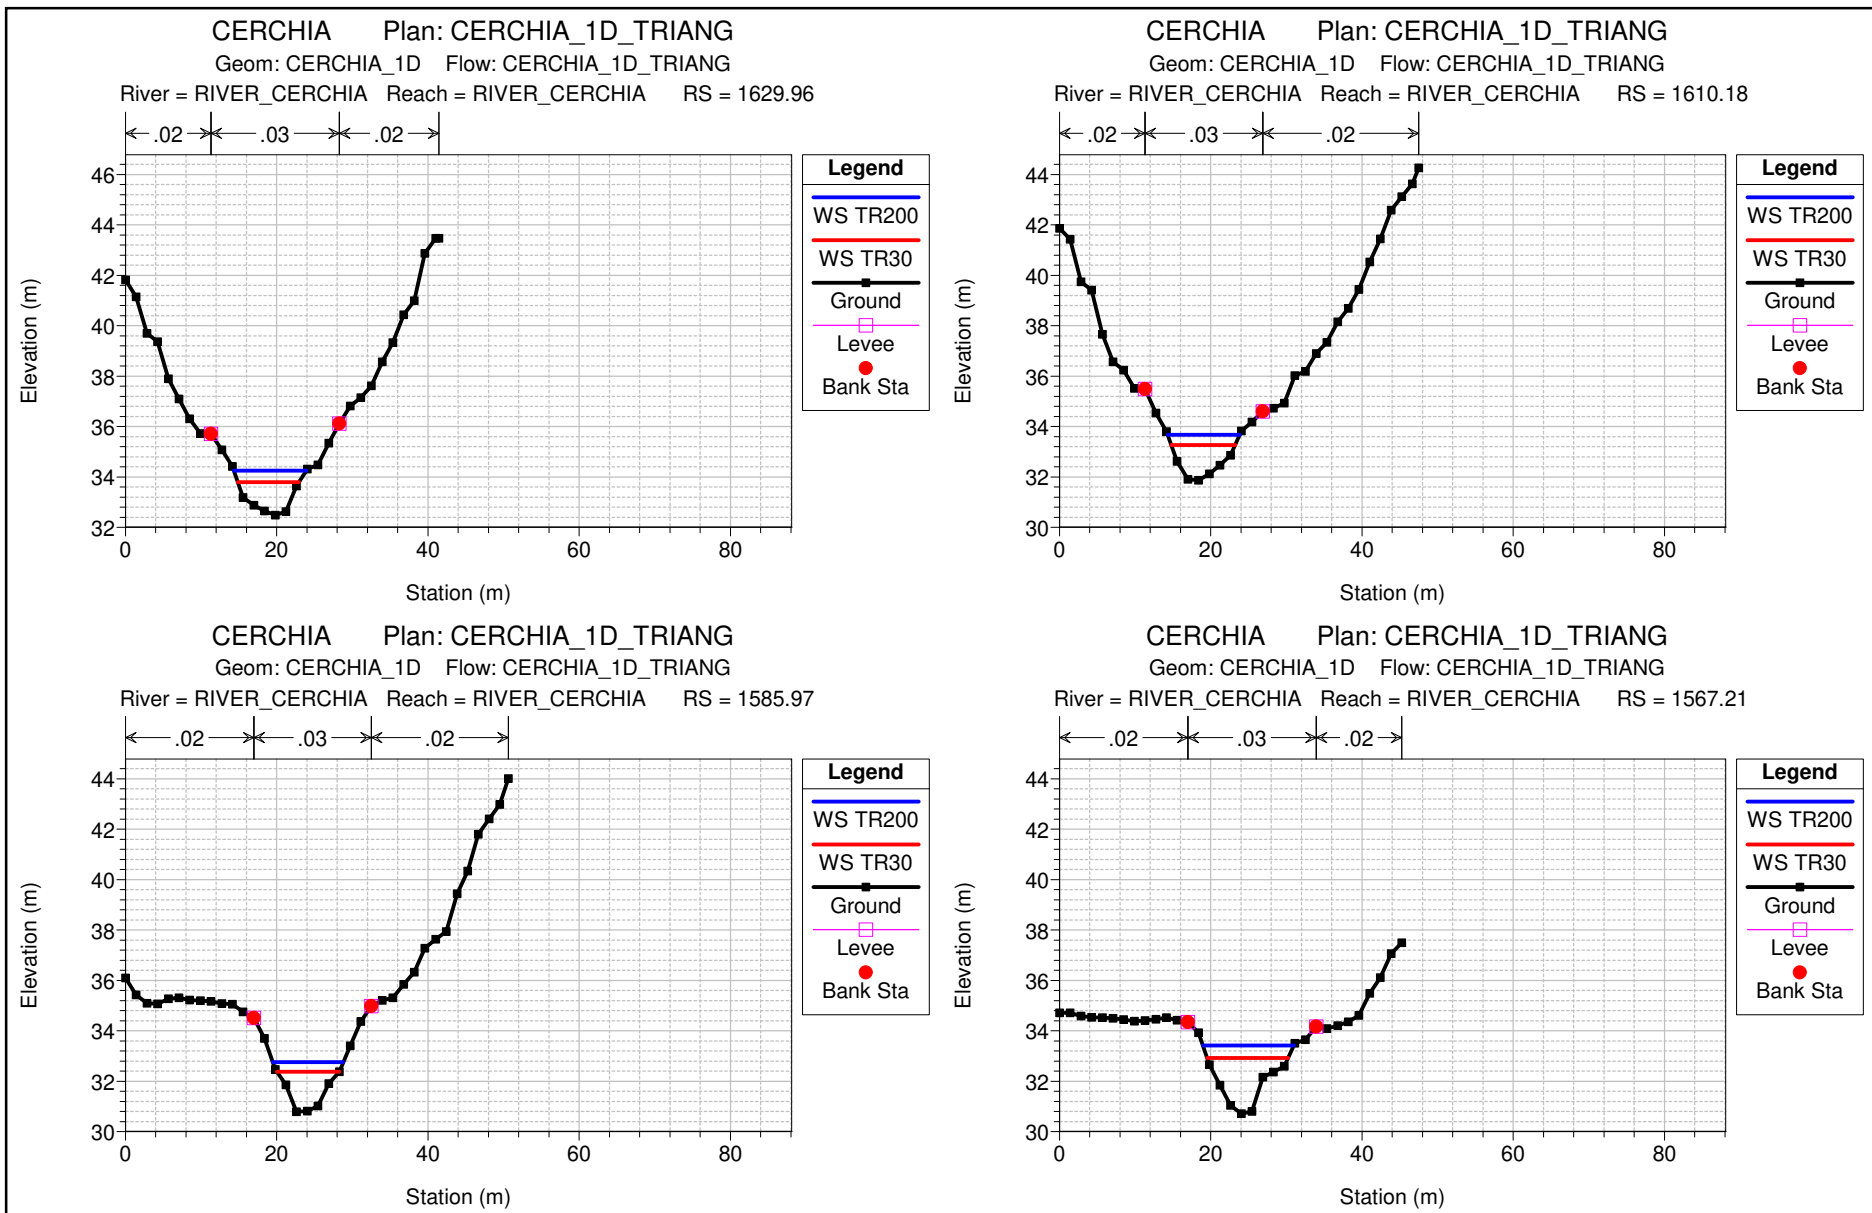 CERCHIA Plan: CERCHIA_1D_TRIANG
Geom: CERCHIA_1D Flow: CERCHIA_1D_TRIANG
River = RIVER_CERCHIA Reach = RIVER_CERCHIA RS = 1629.96
.02 .03 .02
46
44
42
40
38
36
34
32
0 20 40 60 80
Elevation (m)
Station (m)
Legend
WS TR200
WS TR30
Ground
Levee
Bank Sta
CERCHIA Plan: CERCHIA_1D_TRIANG
Geom: CERCHIA_1D Flow: CERCHIA_1D_TRIANG
River = RIVER_CERCHIA Reach = RIVER_CERCHIA RS = 1610.18
.02 .03 .02
44
42
40
38
36
34
32
30
0 20 40 60 80
Elevation (m)
Station (m)
Legend
WS TR200
WS TR30
Ground
Levee
Bank Sta
CERCHIA Plan: CERCHIA_1D_TRIANG
Geom: CERCHIA_1D Flow: CERCHIA_1D_TRIANG
River = RIVER_CERCHIA Reach = RIVER_CERCHIA RS = 1585.97
.02 .03 .02
44
42
40
38
36
34
32
30
0 20 40 60 80
Elevation (m)
Station (m)
Legend
WS TR200
WS TR30
Ground
Levee
Bank Sta
CERCHIA Plan: CERCHIA_1D_TRIANG
Geom: CERCHIA_1D Flow: CERCHIA_1D_TRIANG
River = RIVER_CERCHIA Reach = RIVER_CERCHIA RS = 1567.21
.02 .03 .02
44
42
40
38
36
34
32
30
0 20 40 60 80
Elevation (m)
Station (m)
Legend
WS TR200
WS TR30
Ground
Levee
Bank Sta